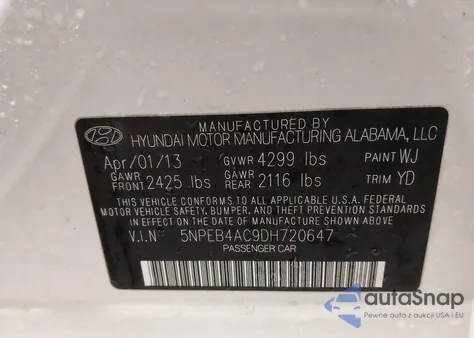 MANUFACTURED BY
HYUNDAI MOTOR MANUFACTURING ALABAMA, LLC
Apr/01/13 GVWR 4299 lbs PAINT WJ
GAWR FRONT 2425 lbs GAWR REAR 2116 lbs TRIM YD
THIS VEHICLE CONFORMS TO ALL APPLICABLE FEDERAL
MOTOR VEHICLE SAFETY, BUMPER, AND THEFT PREVENTION
STANDARDS IN EFFECT ON THE DATE OF MANUFACTURE SHOWN ABOVE.
V.I.N 5NPEB4AC9DH720647
PASSENGER CAR
autoSnap
Pewne auta z aukcji USA i EU